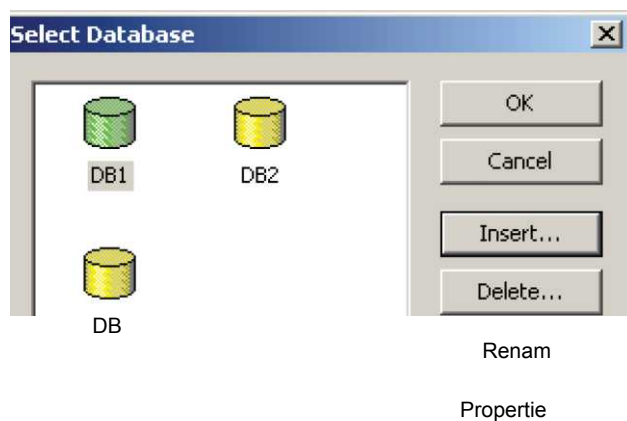 Select Database
OK
DB1
DB2
Cancel
Insert...
DB
Delete...
Renam
Propertie